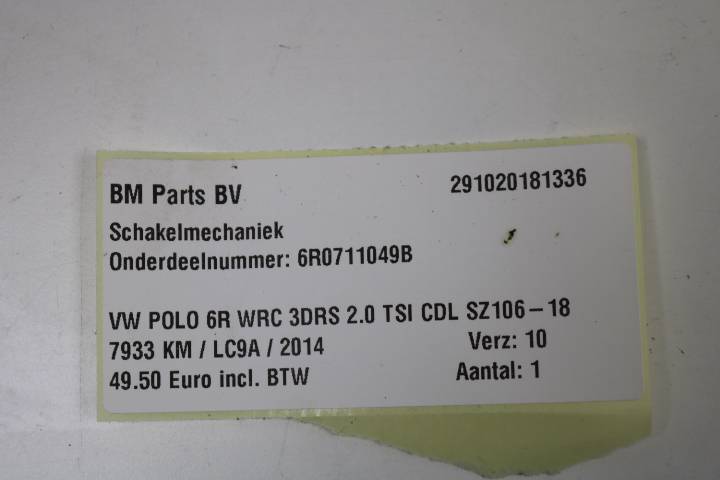 BM Parts BV 291020181336
Schakelmechaniek
Onderdeelnummer: 6R0711049B
VW POLO 6R WRC 3DRS 2.0 TSI CDL SZ106-18
7933 KM / LC9A / 2014 Verz: 10
49.50 Euro incl. BTW Aantal: 1